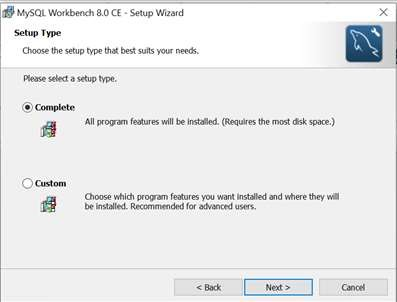 MySQL Workbench 8.0 CE - Setup Wizard
Setup Type
Choose the setup type that best suits your needs.
Please select a setup type.
Complete
All program features will be installed. (Requires the most disk space.)
Custom
Choose which program features you want installed and where they will
be installed. Recommended for advanced users.
< Back
Next >
Cancel